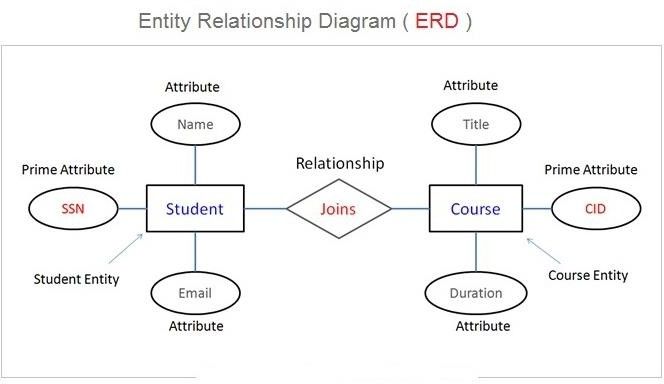 Entity Relationship Diagram ( ERD )
Attribute
Attribute
Name
Title
Relationship
Prime Attribute
Prime Attribute
SSN
Student
Joins
Course
CID
Student Entity
Course Entity
Email
Duration
Attribute
Attribute